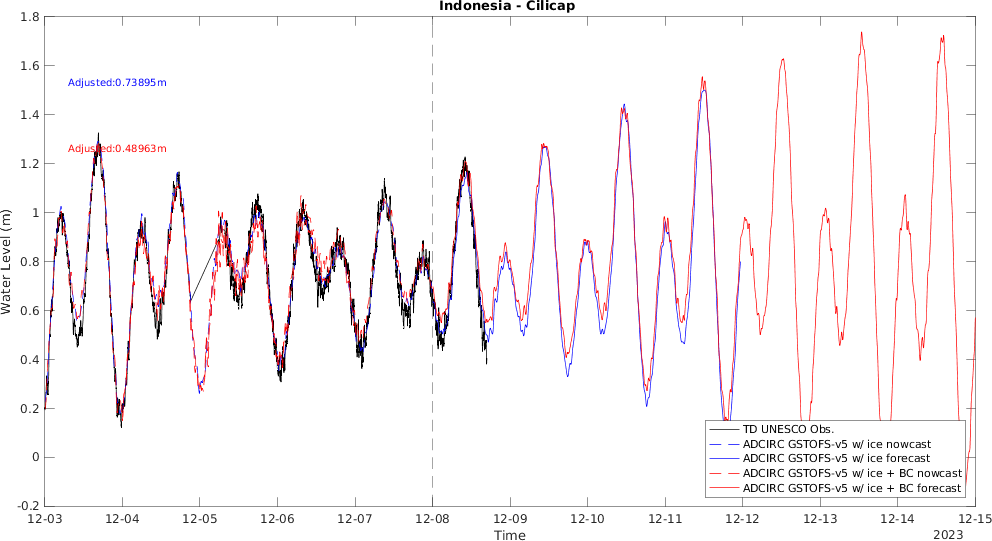 Indonesia - Cilicap
Water Level (m)
1.8
1.6
1.4
1.2
1
0.8
0.6
0.4
0.2
0
-0.2
Adjusted:0.73895m
Adjusted:0.48963m
TD UNESCO Obs.
ADCIRC GSTOFS-v5 w/ ice nowcast
ADCIRC GSTOFS-v5 w/ ice forecast
ADCIRC GSTOFS-v5 w/ ice + BC nowcast
ADCIRC GSTOFS-v5 w/ ice + BC forecast
12-03 12-04 12-05 12-06 12-07 12-08 12-09 12-10 12-11 12-12 12-13 12-14 12-15
Time
2023